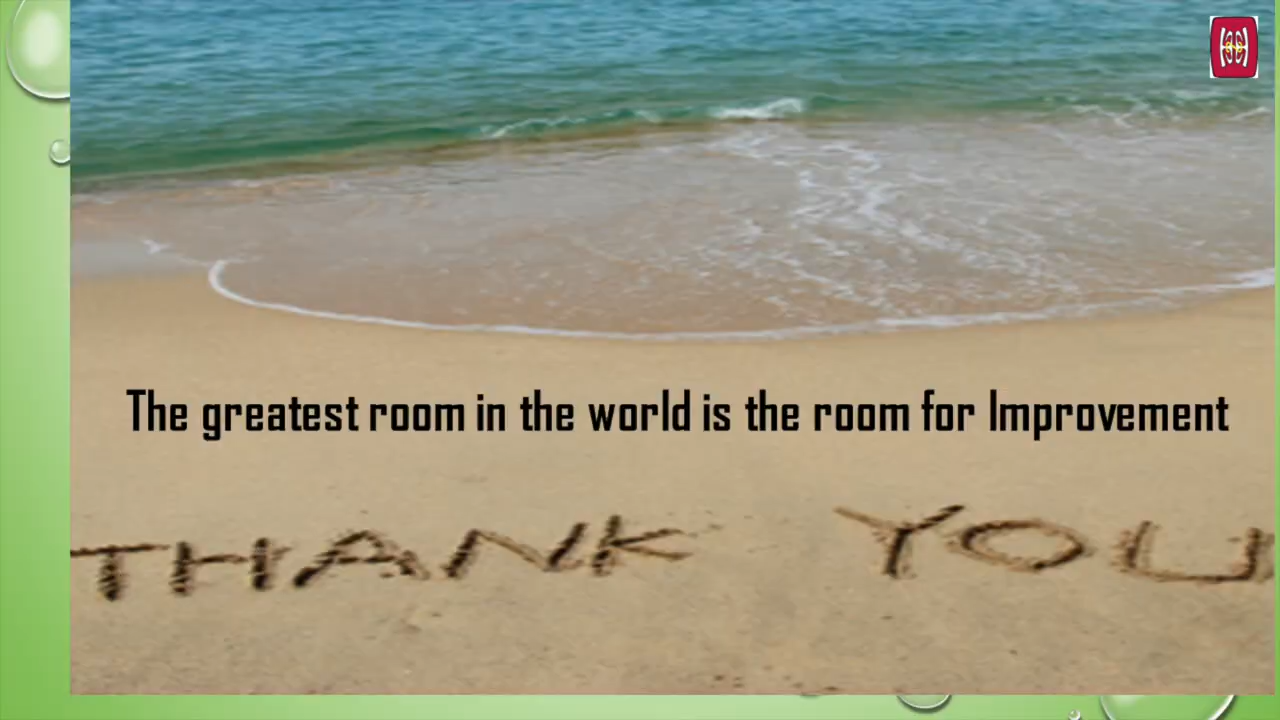 The greatest room in the world is the room for Improvement
THANK YOU